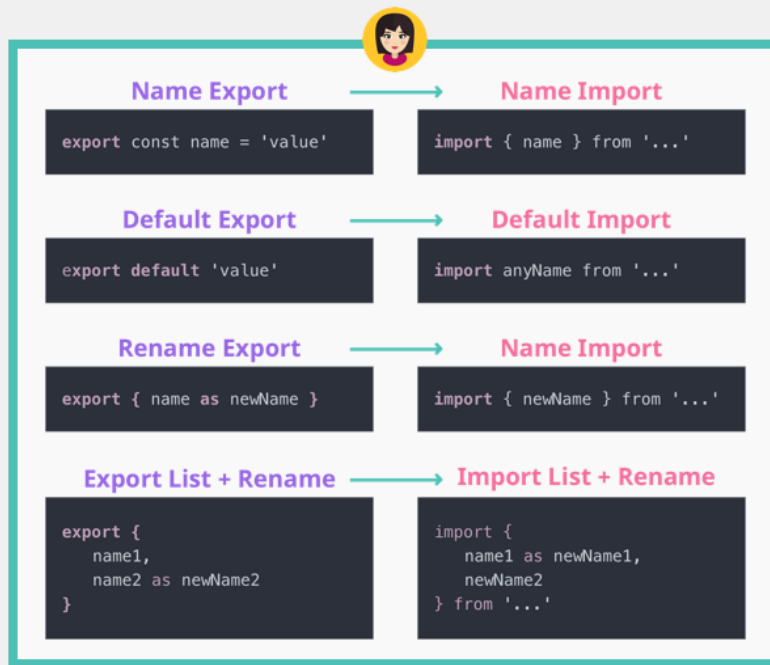 Name Export
Name Import
export const name = 'value'
import { name } from '...'
Default Export
Default Import
export default 'value'
import anyName from '...'
Rename Export
Name Import
export { name as newName }
import { newName } from '...'
Export List + Rename
Import List + Rename
export {
name1,
name2 as newName2
}
import {
name1 as newName1,
newName2
} from '...'